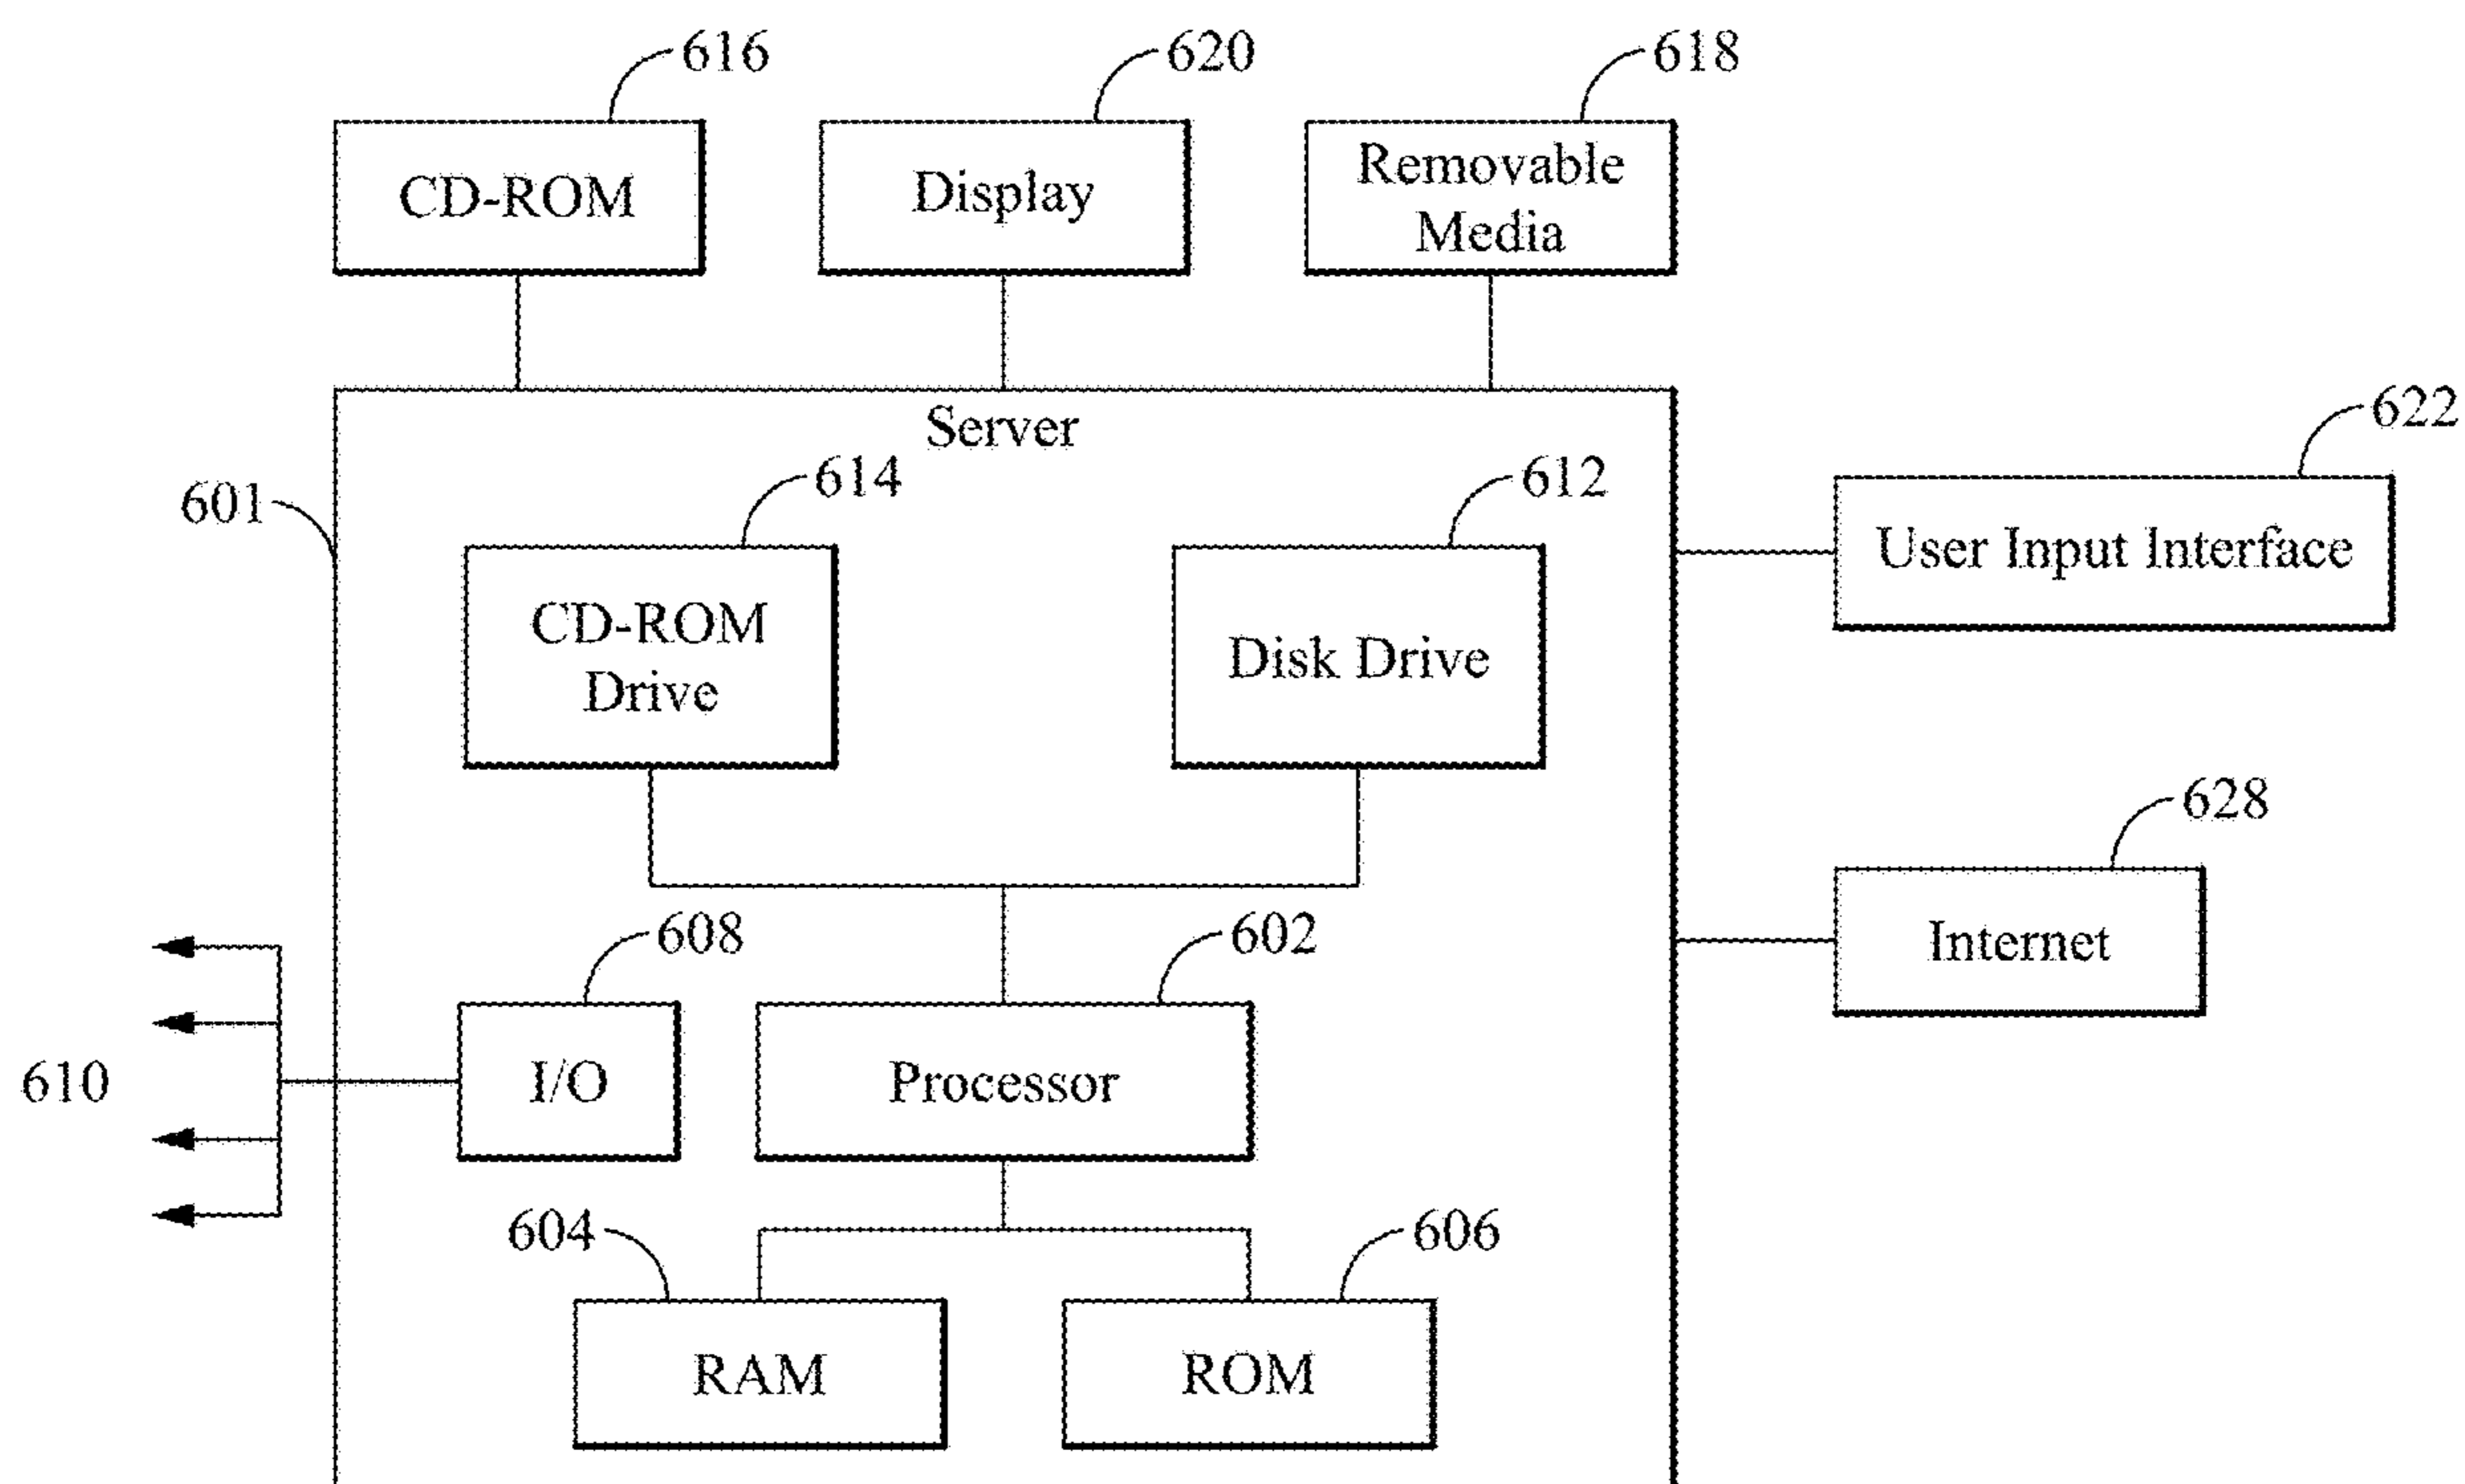 616
620
618
CD-ROM
Display
Removable
Media
Server
622
601
614
612
User Input Interface
CD-ROM
Drive
Disk Drive
628
Internet
608
602
610
I/O
Processor
604
606
RAM
ROM